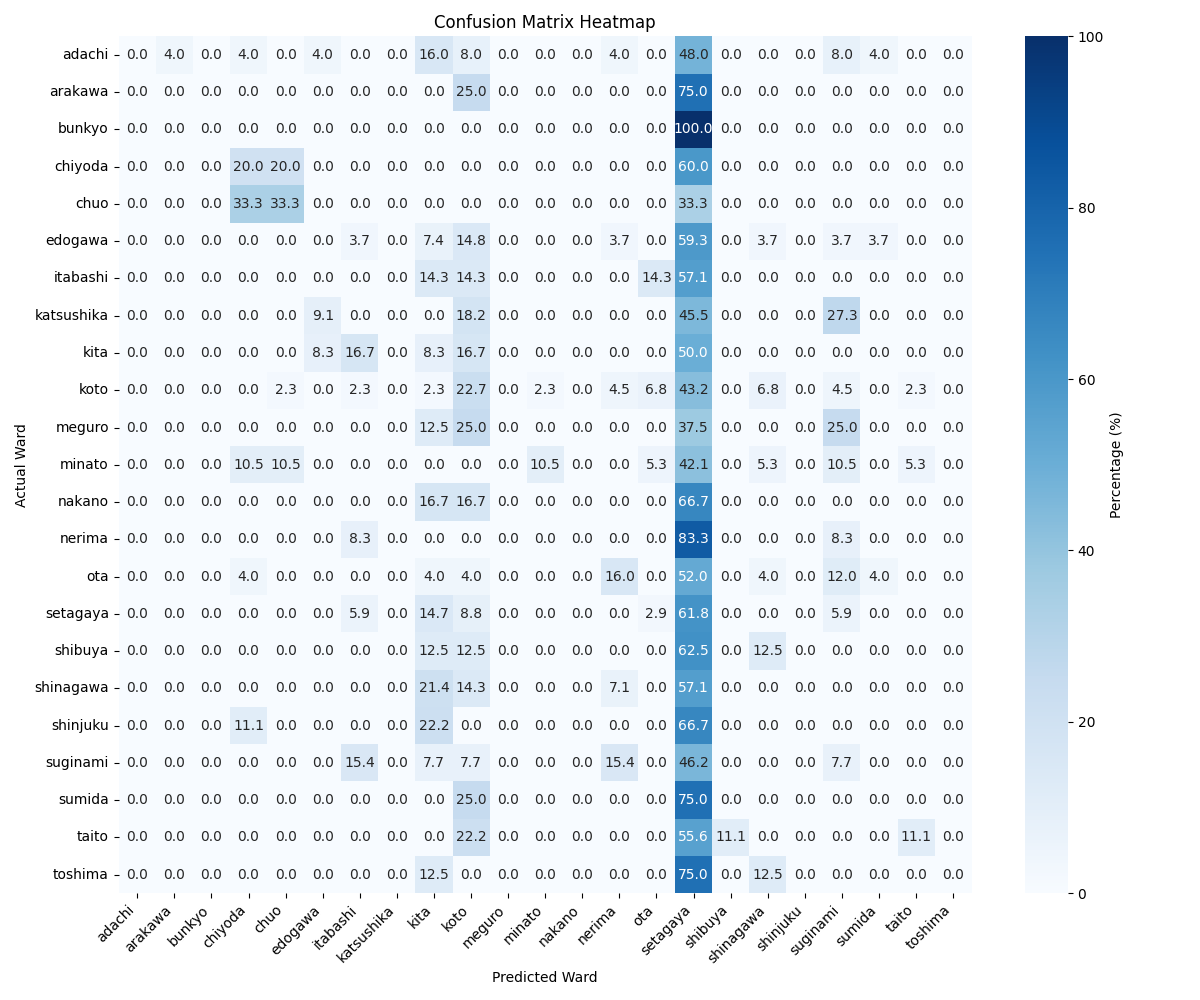 Confusion Matrix Heatmap
adachi 0.0 4.0 0.0 4.0 0.0 4.0 0.0 0.0 16.0 8.0 0.0 0.0 0.0 4.0 0.0 48.0 0.0 0.0 0.0 8.0 4.0 0.0 0.0
arakawa 0.0 0.0 0.0 0.0 0.0 0.0 0.0 0.0 0.0 25.0 0.0 0.0 0.0 0.0 0.0 75.0 0.0 0.0 0.0 0.0 0.0 0.0 0.0
bunkyo 0.0 0.0 0.0 0.0 0.0 0.0 0.0 0.0 0.0 0.0 0.0 0.0 0.0 0.0 0.0 100.0 0.0 0.0 0.0 0.0 0.0 0.0 0.0
chiyoda 0.0 0.0 0.0 20.0 20.0 0.0 0.0 0.0 0.0 0.0 0.0 0.0 0.0 0.0 0.0 60.0 0.0 0.0 0.0 0.0 0.0 0.0 0.0
chuo 0.0 0.0 0.0 33.3 33.3 0.0 0.0 0.0 0.0 0.0 0.0 0.0 0.0 0.0 0.0 33.3 0.0 0.0 0.0 0.0 0.0 0.0 0.0
edogawa 0.0 0.0 0.0 0.0 0.0 0.0 3.7 0.0 7.4 14.8 0.0 0.0 0.0 3.7 0.0 59.3 0.0 3.7 0.0 3.7 3.7 0.0 0.0
itabashi 0.0 0.0 0.0 0.0 0.0 0.0 0.0 0.0 14.3 14.3 0.0 0.0 0.0 0.0 14.3 57.1 0.0 0.0 0.0 0.0 0.0 0.0 0.0
katsushika 0.0 0.0 0.0 0.0 0.0 9.1 0.0 0.0 0.0 18.2 0.0 0.0 0.0 0.0 0.0 45.5 0.0 0.0 0.0 27.3 0.0 0.0 0.0
kita 0.0 0.0 0.0 0.0 0.0 8.3 16.7 0.0 8.3 16.7 0.0 0.0 0.0 0.0 0.0 50.0 0.0 0.0 0.0 0.0 0.0 0.0 0.0
koto 0.0 0.0 0.0 0.0 2.3 0.0 2.3 0.0 2.3 22.7 0.0 2.3 0.0 4.5 6.8 43.2 0.0 6.8 0.0 4.5 0.0 2.3 0.0
meguro 0.0 0.0 0.0 0.0 0.0 0.0 0.0 0.0 12.5 25.0 0.0 0.0 0.0 0.0 0.0 37.5 0.0 0.0 0.0 25.0 0.0 0.0 0.0
minato 0.0 0.0 0.0 10.5 10.5 0.0 0.0 0.0 0.0 0.0 0.0 10.5 0.0 0.0 5.3 42.1 0.0 5.3 0.0 10.5 0.0 5.3 0.0
nakano 0.0 0.0 0.0 0.0 0.0 0.0 0.0 0.0 16.7 16.7 0.0 0.0 0.0 0.0 0.0 66.7 0.0 0.0 0.0 0.0 0.0 0.0 0.0
nerima 0.0 0.0 0.0 0.0 0.0 0.0 8.3 0.0 0.0 0.0 0.0 0.0 0.0 0.0 0.0 83.3 0.0 0.0 0.0 8.3 0.0 0.0 0.0
ota 0.0 0.0 0.0 4.0 0.0 0.0 0.0 0.0 4.0 4.0 0.0 0.0 0.0 16.0 0.0 52.0 0.0 4.0 0.0 12.0 4.0 0.0 0.0
setagaya 0.0 0.0 0.0 0.0 0.0 0.0 5.9 0.0 14.7 8.8 0.0 0.0 0.0 0.0 2.9 61.8 0.0 0.0 0.0 5.9 0.0 0.0 0.0
shibuya 0.0 0.0 0.0 0.0 0.0 0.0 0.0 0.0 12.5 12.5 0.0 0.0 0.0 0.0 0.0 62.5 0.0 12.5 0.0 0.0 0.0 0.0 0.0
shinagawa 0.0 0.0 0.0 0.0 0.0 0.0 0.0 0.0 21.4 14.3 0.0 0.0 0.0 7.1 0.0 57.1 0.0 0.0 0.0 0.0 0.0 0.0 0.0
shinjuku 0.0 0.0 0.0 11.1 0.0 0.0 0.0 0.0 22.2 0.0 0.0 0.0 0.0 0.0 0.0 66.7 0.0 0.0 0.0 0.0 0.0 0.0 0.0
suginami 0.0 0.0 0.0 0.0 0.0 0.0 15.4 0.0 7.7 7.7 0.0 0.0 0.0 15.4 0.0 46.2 0.0 0.0 0.0 7.7 0.0 0.0 0.0
sumida 0.0 0.0 0.0 0.0 0.0 0.0 0.0 0.0 0.0 25.0 0.0 0.0 0.0 0.0 0.0 75.0 0.0 0.0 0.0 0.0 0.0 0.0 0.0
taito 0.0 0.0 0.0 0.0 0.0 0.0 0.0 0.0 0.0 22.2 0.0 0.0 0.0 0.0 0.0 55.6 11.1 0.0 0.0 0.0 0.0 11.1 0.0
toshima 0.0 0.0 0.0 0.0 0.0 0.0 0.0 0.0 12.5 0.0 0.0 0.0 0.0 0.0 0.0 75.0 0.0 12.5 0.0 0.0 0.0 0.0 0.0
adachi arakawa bunkyo chiyoda chuo edogawa itabashi katsushika kita koto meguro minato nakano nerima ota setagaya shibuya shinagawa shinjuku suginami sumida taito toshima
Predicted Ward
Actual Ward
100
80
60
40
20
0
Percentage (%)